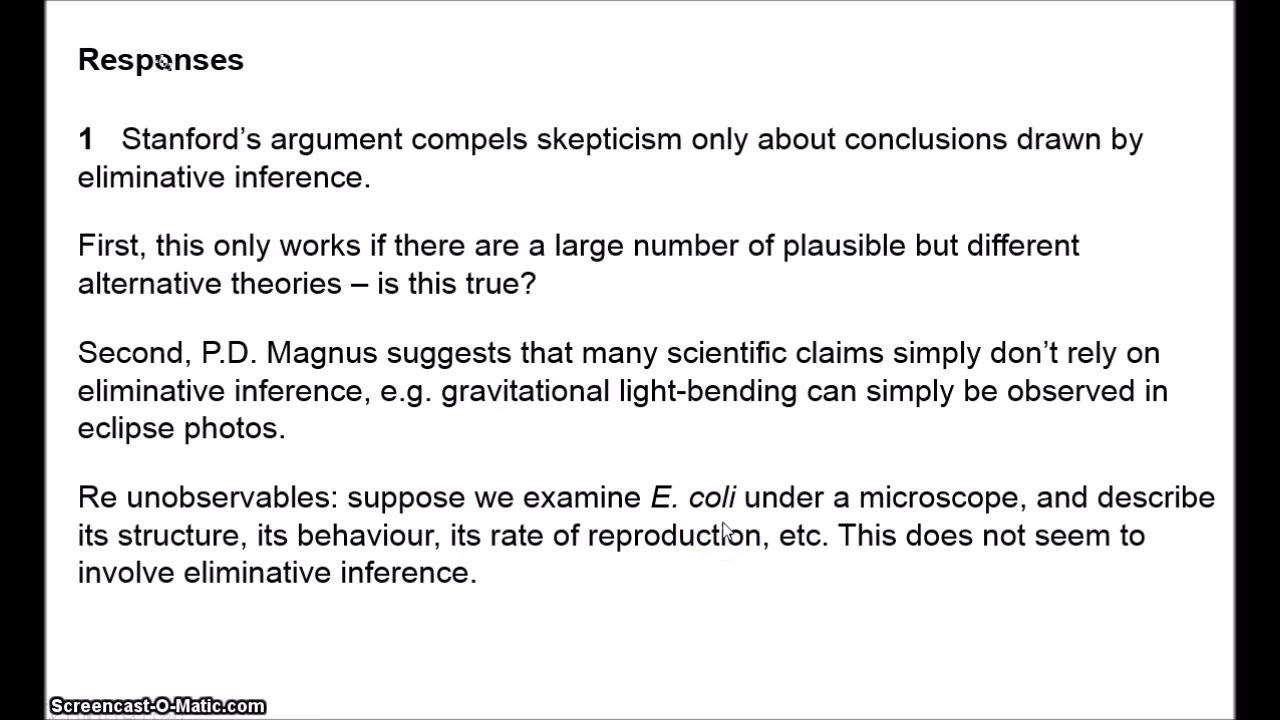 Responses
1 Stanford’s argument compels skepticism only about conclusions drawn by
eliminative inference.
First, this only works if there are a large number of plausible but different
alternative theories – is this true?
Second, P.D. Magnus suggests that many scientific claims simply don’t rely on
eliminative inference, e.g. gravitational light-bending can simply be observed in
eclipse photos.
Re unobservables: suppose we examine E. coli under a microscope, and describe
its structure, its behaviour, its rate of reproduction, etc. This does not seem to
involve eliminative inference.
Screencast-O-Matic.com